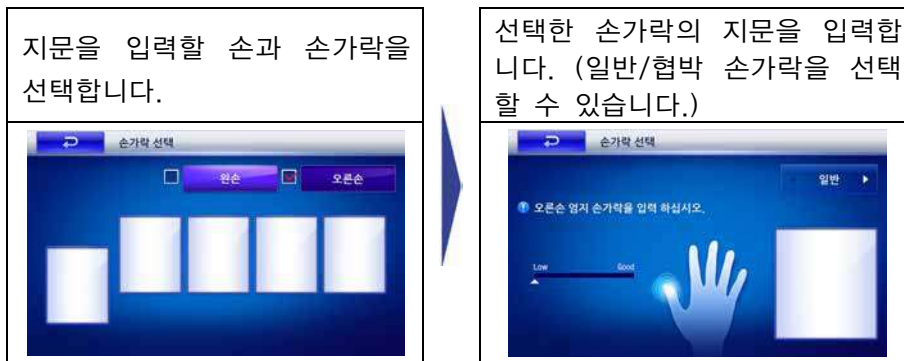 지문을 입력할 손과 손가락을
선택합니다.
손가락 선택
왼손
오른손
선택한 손가락의 지문을 입력합
니다. (일반/협박 손가락을 선택
할 수 있습니다.)
손가락 선택
일반
오른손 엄지 손가락을 입력 하십시오.
Low Good